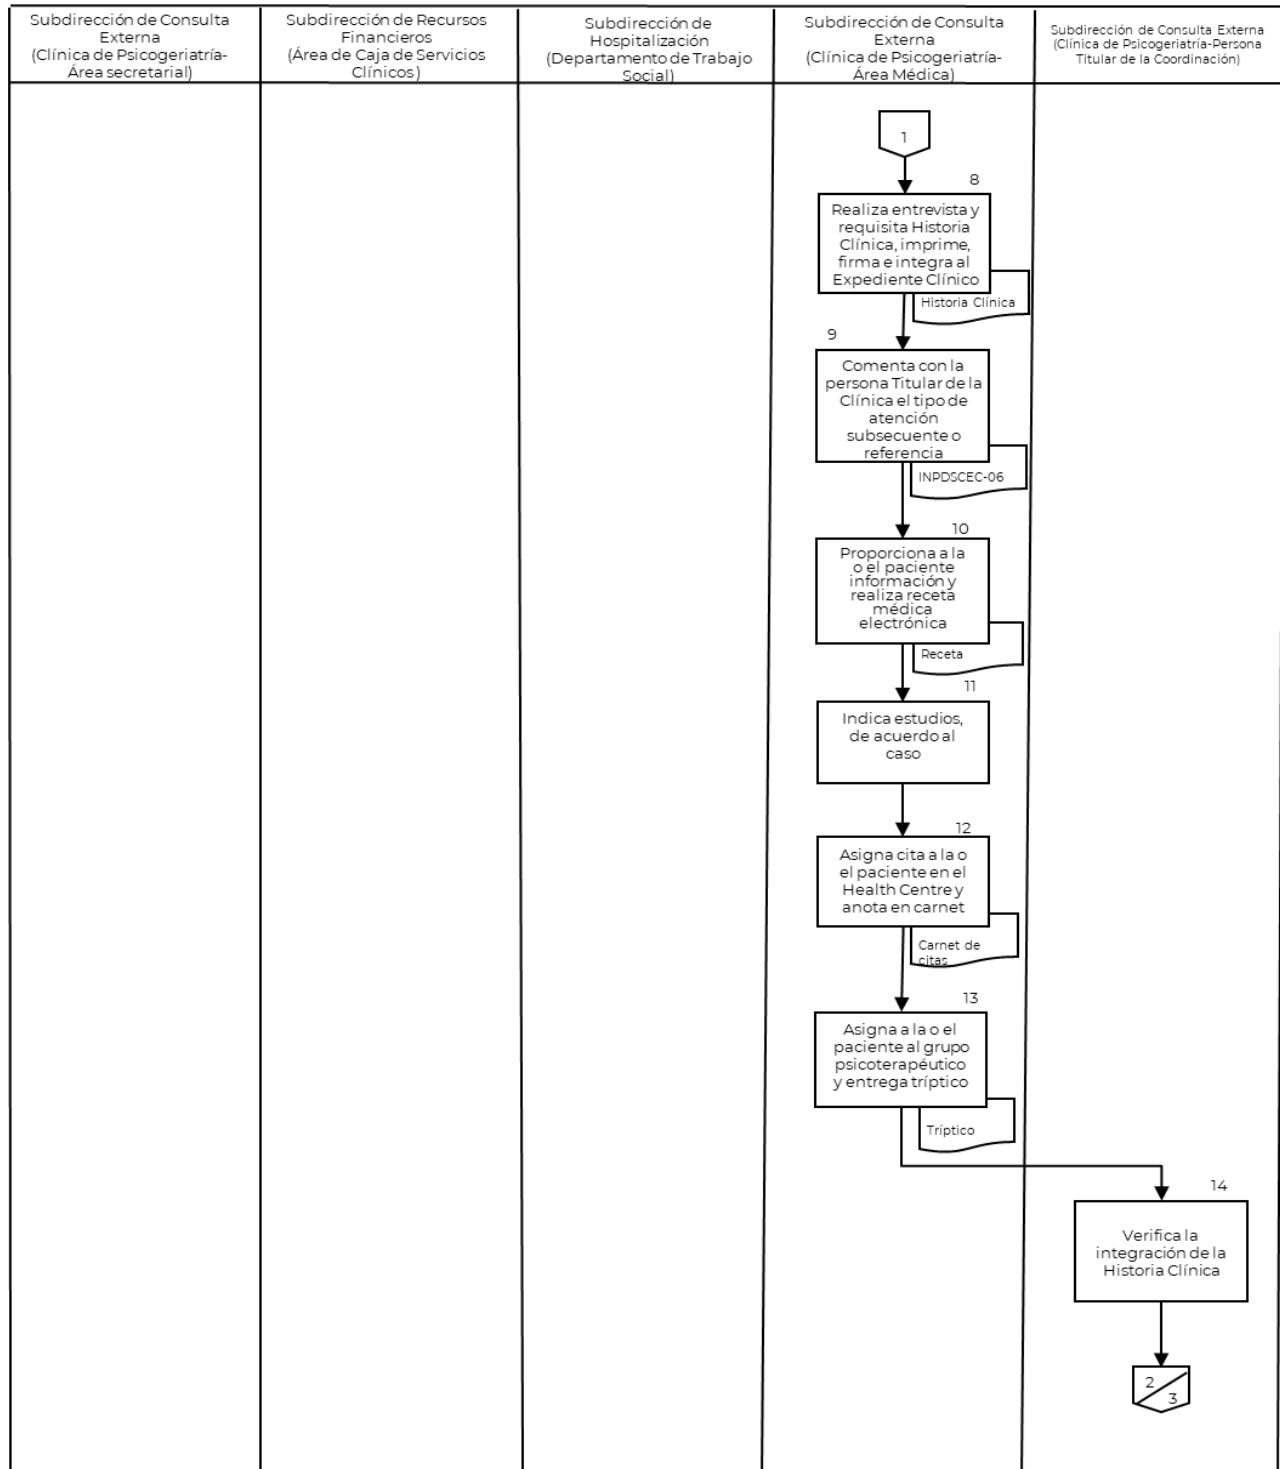 Subdirección de Consulta
Externa
(Clínica de Psicogeriatría-
Área secretarial)
Subdirección de Recursos
Financieros
(Área de Caja de Servicios
Clínicos)
Subdirección de
Hospitalización
(Departamento de Trabajo
Social)
Subdirección de Consulta
Externa
(Clínica de Psicogeriatría-
Área Médica)
Subdirección de Consulta Externa
(Clínica de Psicogeriatría-Persona
Titular de la Coordinación)
1
8
Realiza entrevista y
requisita Historia
Clínica, imprime,
firma e integra al
Expediente Clínico
Historia Clínica
9
Comenta con la
persona Titular de la
Clínica el tipo de
atención
subsecuente o
referencia
INPDSCEC-06
10
Proporciona a la
o el paciente
información y
realiza receta
médica
electrónica
Receta
11
Indica estudios,
de acuerdo al
caso
12
Asigna cita a la o
el paciente en el
Health Centre y
anota en carnet
Carnet de
citas
13
Asigna a la o el
paciente al grupo
psicoterapéutico
y entrega tríptico
Tríptico
14
Verifica la
integración de la
Historia Clínica
2
3